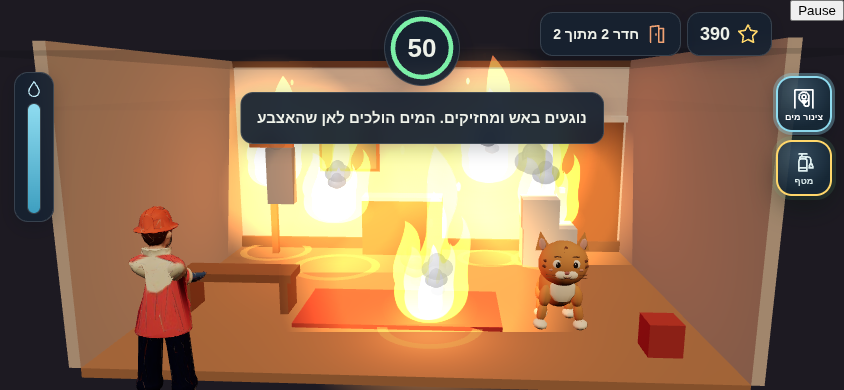 Pause
390
חדר 2 מתוך 2
50
נוגעים באש ומחזיקים. המים הולכים לאן שהאצבע
צינור מים
מטף